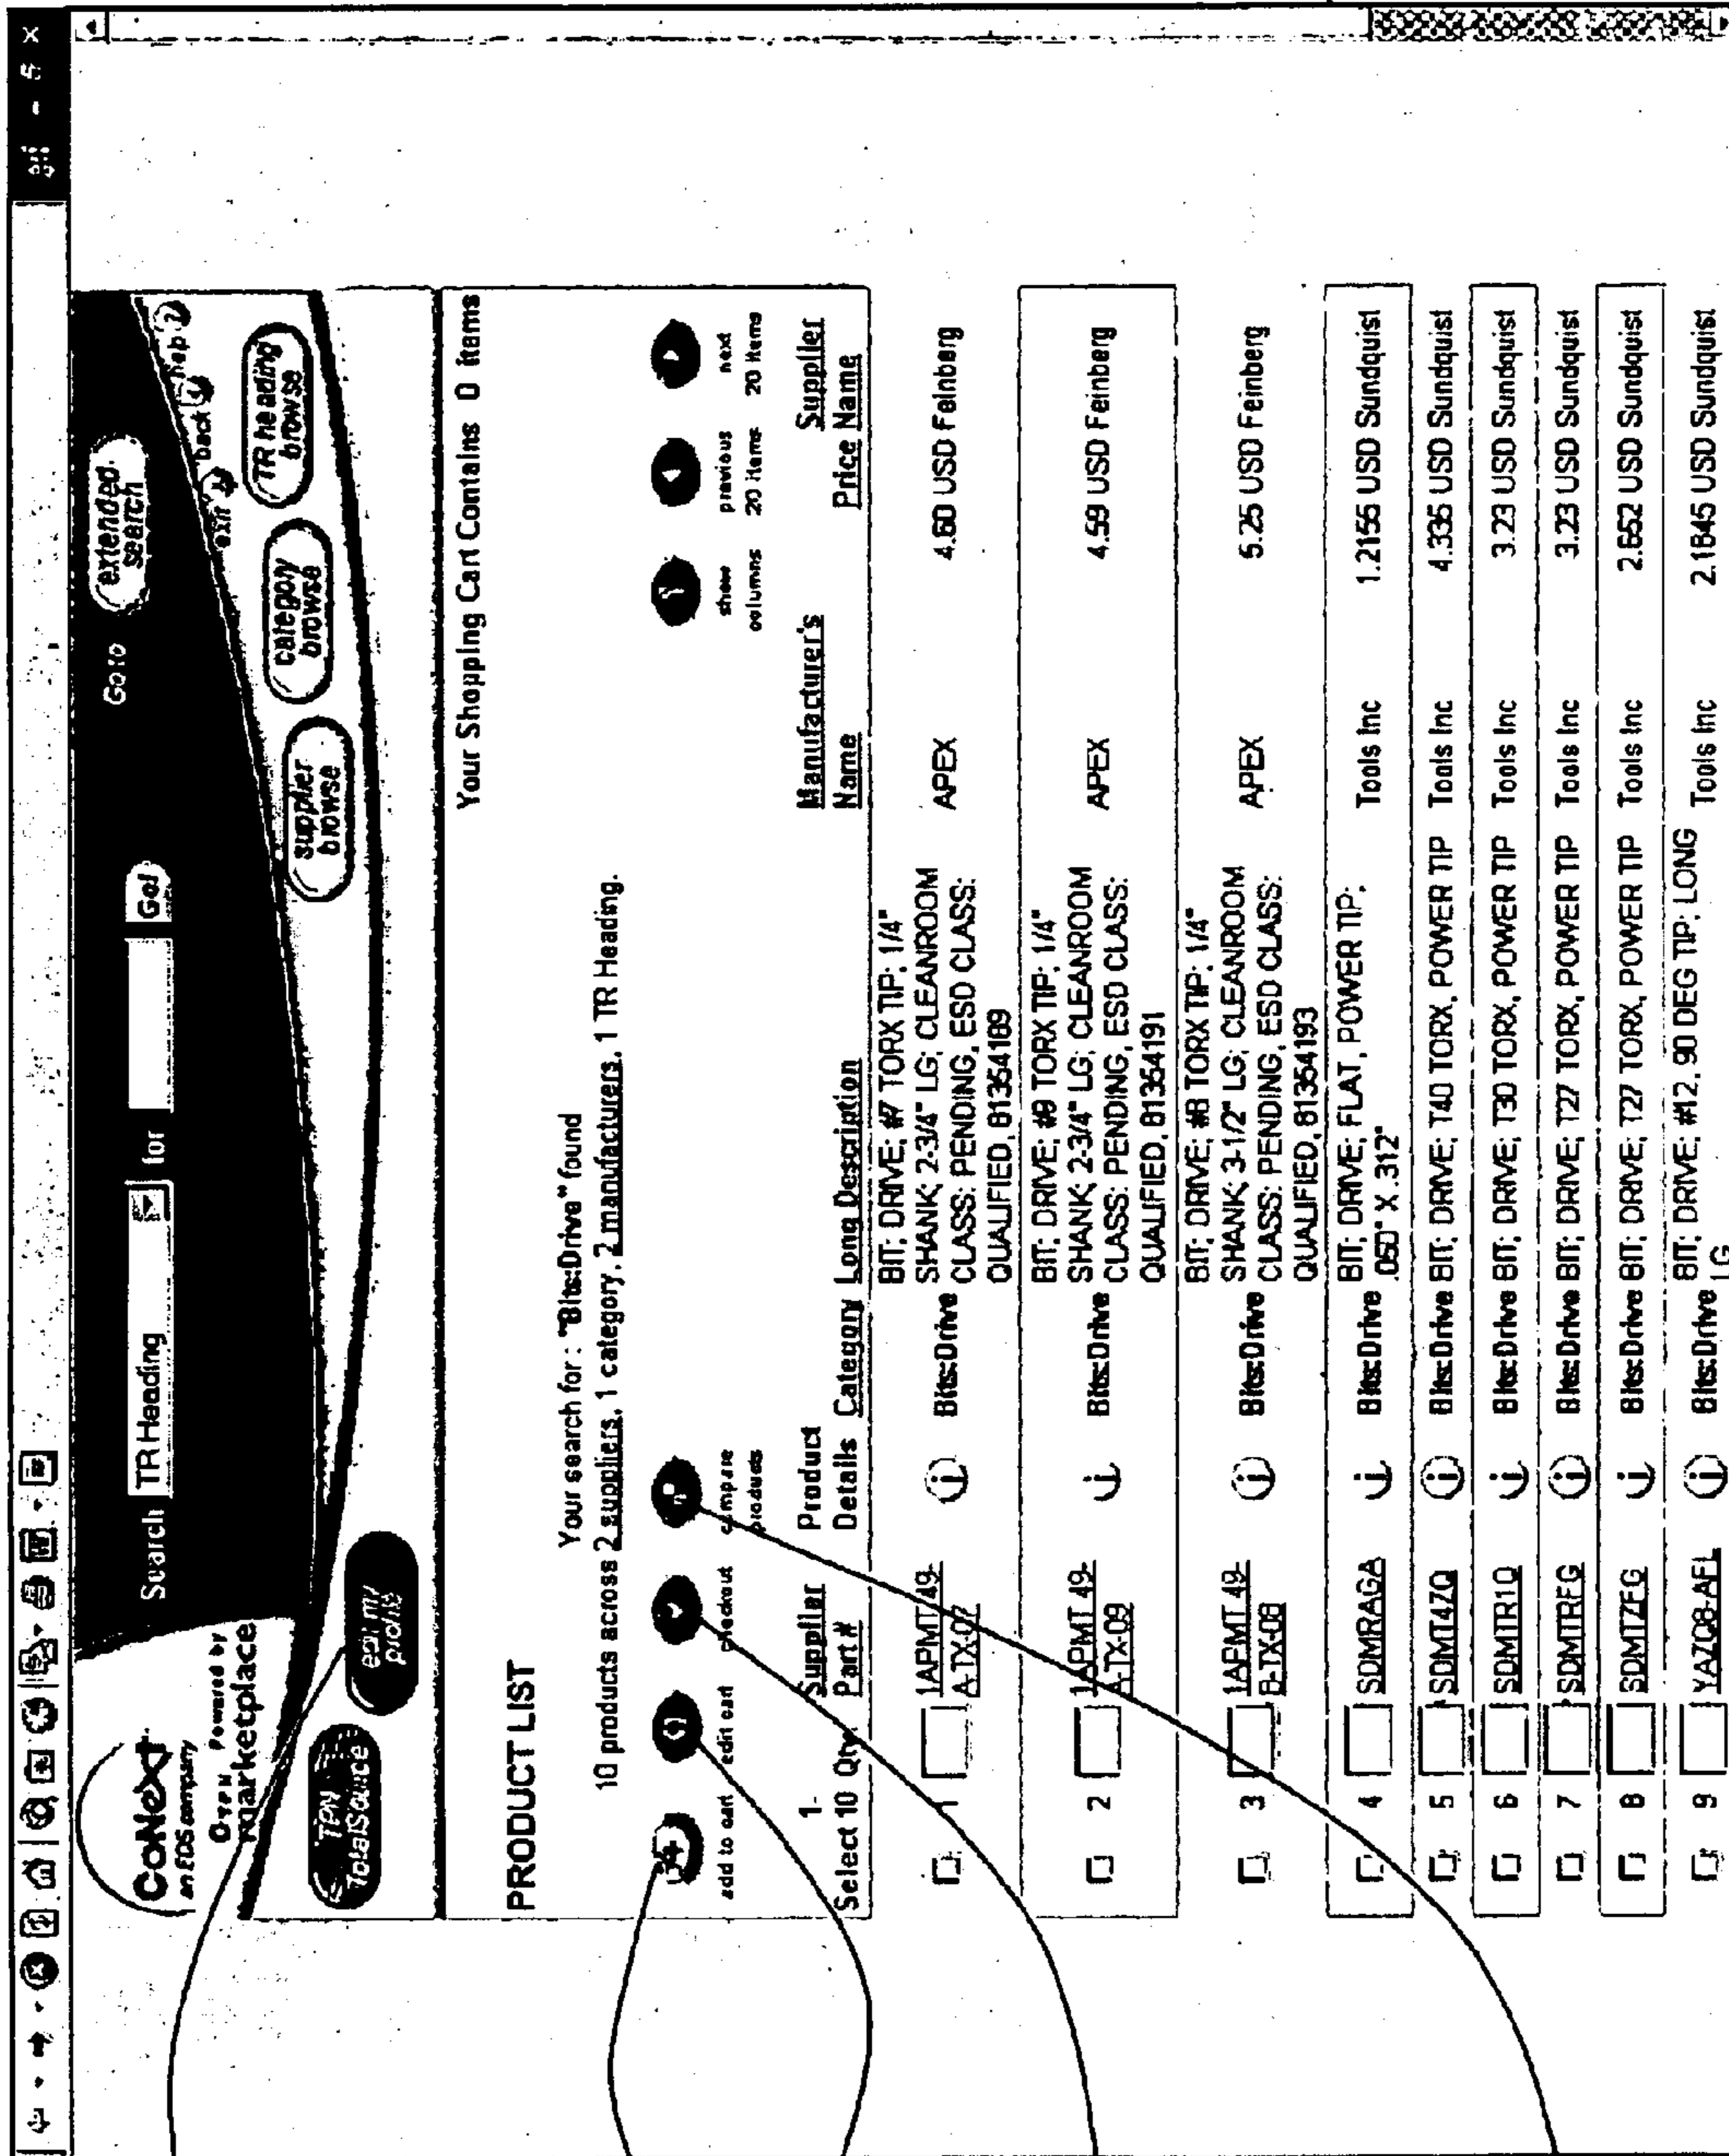 CoNext
an EDS company
Powered by
OPEN
marketplace
Search TR Heading for Go!
Go to extended search
exit back help ?
TPN
TotalSource
edit my
profile
supplier
browse
category
browse
TR heading
browse
Your Shopping Cart Contains 0 items
PRODUCT LIST
Your search for : "Bits:Drive" found
10 products across 2 suppliers, 1 category, 2 manufacturers, 1 TR Heading.
add to cart
edit cart
checkout
compare
products
show
columns
previous
20 items
next
20 items
Select 1-10 Qty Supplier Part # Product Details Category Long Description Manufacturer's Name Price Supplier Name
1 1APMT49- Bits:Drive BIT; DRIVE; #7 TORX TIP; 1/4" APEX 4.60 USD Feinberg
A-TX-07 SHANK; 2-3/4" LG; CLEANROOM
CLASS: PENDING, ESD CLASS:
QUALIFIED, 81354189
2 1APMT 49- Bits:Drive BIT; DRIVE; #9 TORX TIP; 1/4" APEX 4.59 USD Feinberg
A-TX-09 SHANK; 2-3/4" LG; CLEANROOM
CLASS: PENDING, ESD CLASS:
QUALIFIED, 81354191
3 1APMT 49- Bits:Drive BIT; DRIVE; #8 TORX TIP; 1/4" APEX 5.25 USD Feinberg
B-TX-08 SHANK; 3-1/2" LG; CLEANROOM
CLASS: PENDING, ESD CLASS:
QUALIFIED, 81354193
4 SDMRAGA Bits:Drive BIT; DRIVE; FLAT, POWER TIP; Tools Inc 1.2155 USD Sundquist
.050" X .312"
5 SDMT47Q Bits:Drive BIT; DRIVE; T40 TORX, POWER TIP Tools Inc 4.335 USD Sundquist
6 SDMTR1Q Bits:Drive BIT; DRIVE; T30 TORX, POWER TIP Tools Inc 3.23 USD Sundquist
7 SDMTRFG Bits:Drive BIT; DRIVE; T27 TORX, POWER TIP Tools Inc 3.23 USD Sundquist
8 SDMTZFG Bits:Drive BIT; DRIVE; T27 TORX, POWER TIP Tools Inc 2.652 USD Sundquist
9 YAZQ8-AFL Bits:Drive BIT; DRIVE; #12, 90 DEG TIP; LONG Tools Inc 2.1845 USD Sundquist
LG